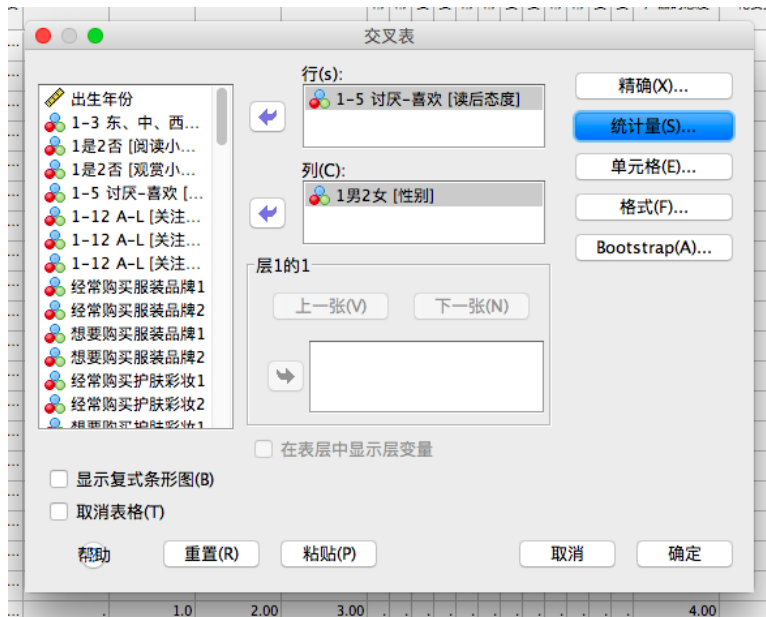 交叉表
行(s):
出生年份
1-3 东、中、西...
1是2否 [阅读小...
1是2否 [观赏小...
1-5 讨厌-喜欢 [...
1-12 A-L [关注...
1-12 A-L [关注...
1-12 A-L [关注...
经常购买服装品牌1
经常购买服装品牌2
想要购买服装品牌1
想要购买服装品牌2
经常购买护肤彩妆1
经常购买护肤彩妆2
想要购买护肤彩妆1
1-5 讨厌-喜欢 [读后态度]
列(C):
1男2女 [性别]
层1的1
上一张(V)
下一张(N)
在表层中显示层变量
精确(X)...
统计量(S)...
单元格(E)...
格式(F)...
Bootstrap(A)...
显示复式条形图(B)
取消表格(T)
帮助
重置(R)
粘贴(P)
取消
确定
. 1.0 2.00 3.00 . . . . . . . . . . . . 4.00